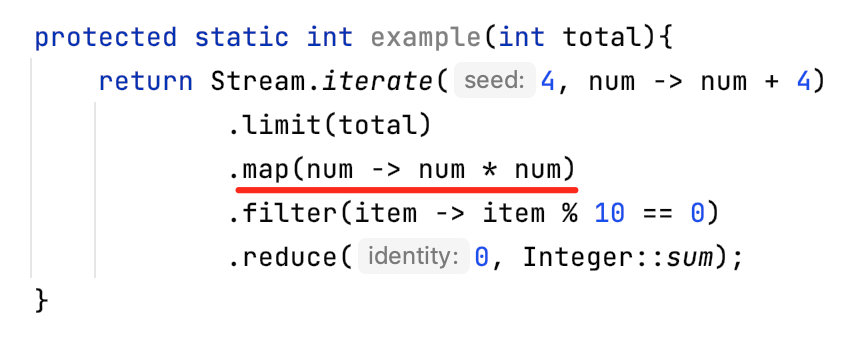 protected static int example(int total){
return Stream.iterate( seed: 4, num -> num + 4)
.limit(total)
.map(num -> num * num)
.filter(item -> item % 10 == 0)
.reduce( identity: 0, Integer::sum);
}